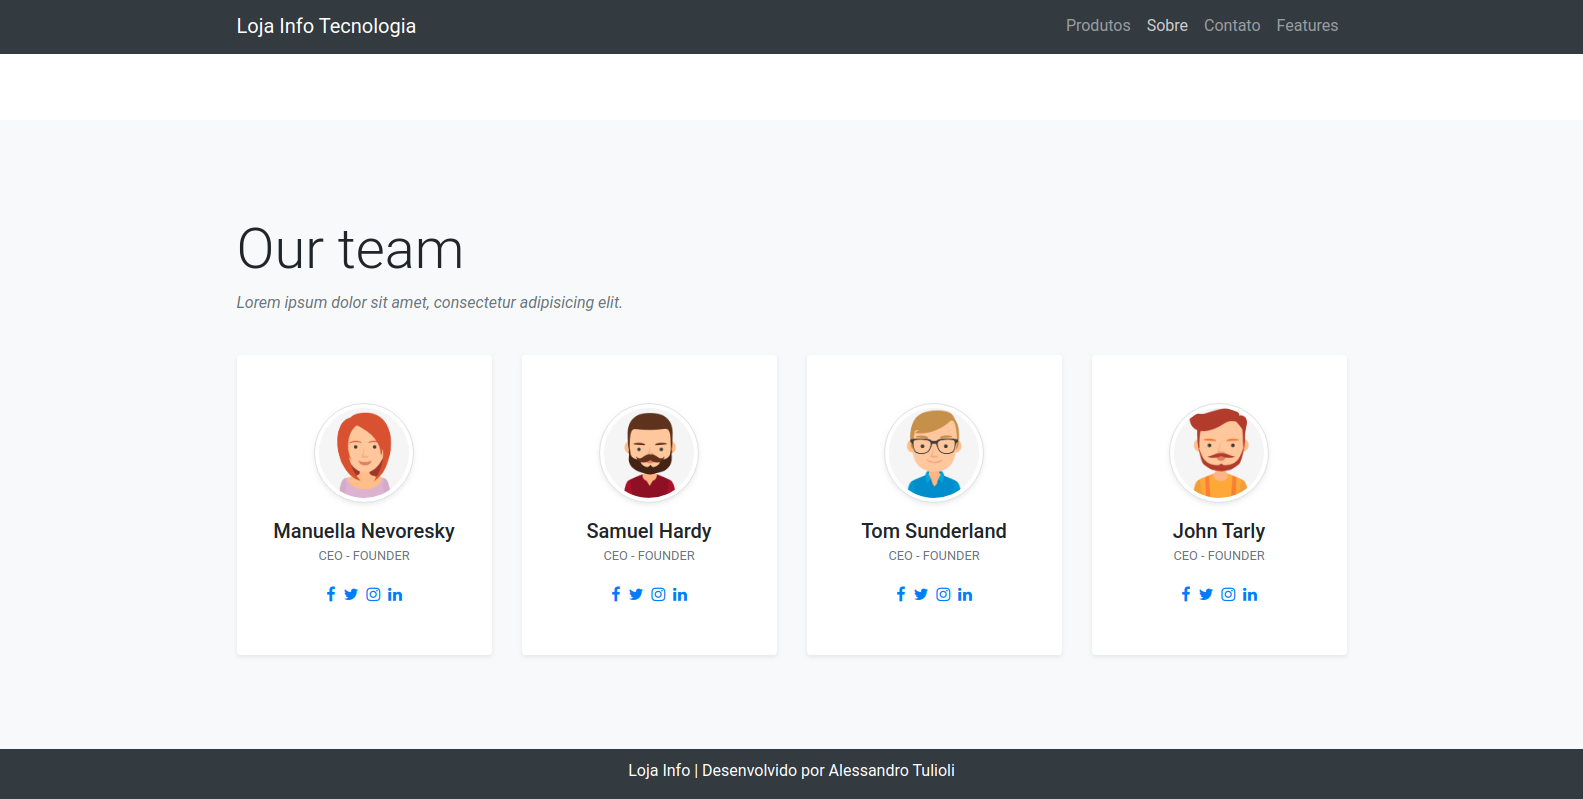 Loja Info Tecnologia
Produtos Sobre Contato Features
Our team
Lorem ipsum dolor sit amet, consectetur adipisicing elit.
Manuella Nevoresky
CEO - FOUNDER
Samuel Hardy
CEO - FOUNDER
Tom Sunderland
CEO - FOUNDER
John Tarly
CEO - FOUNDER
Loja Info | Desenvolvido por Alessandro Tulioli